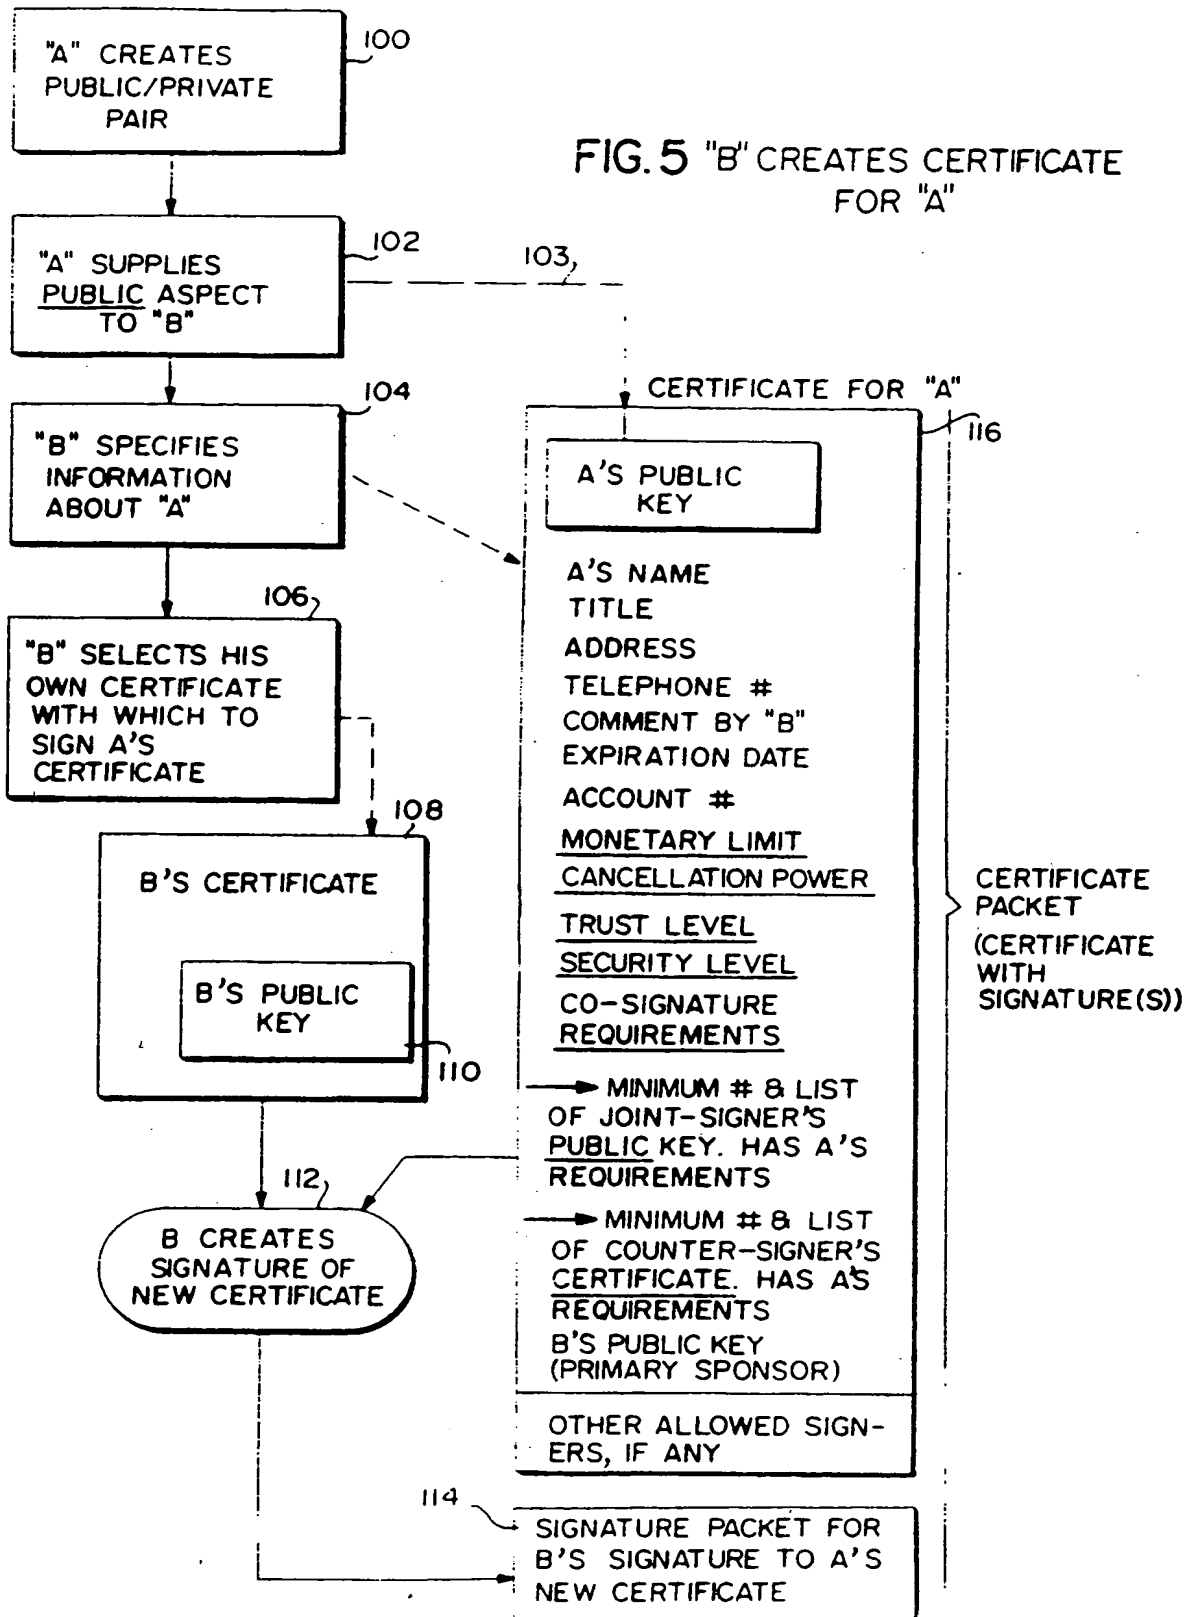 "A" CREATES
PUBLIC/PRIVATE
PAIR
100
FIG. 5 "B" CREATES CERTIFICATE
FOR "A"
"A" SUPPLIES
PUBLIC ASPECT
TO "B"
102
103
"B" SPECIFIES
INFORMATION
ABOUT "A"
104
"B" SELECTS HIS
OWN CERTIFICATE
WITH WHICH TO
SIGN A'S
CERTIFICATE
106
108
B'S CERTIFICATE
B'S PUBLIC
KEY
110
112
B CREATES
SIGNATURE OF
NEW CERTIFICATE
CERTIFICATE FOR "A"
116
A'S PUBLIC
KEY
A'S NAME
TITLE
ADDRESS
TELEPHONE #
COMMENT BY "B"
EXPIRATION DATE
ACCOUNT #
MONETARY LIMIT
CANCELLATION POWER
TRUST LEVEL
SECURITY LEVEL
CO-SIGNATURE
REQUIREMENTS
MINIMUM # & LIST
OF JOINT-SIGNER'S
PUBLIC KEY. HAS A'S
REQUIREMENTS
MINIMUM # & LIST
OF COUNTER-SIGNER'S
CERTIFICATE. HAS A'S
REQUIREMENTS
B'S PUBLIC KEY
(PRIMARY SPONSOR)
OTHER ALLOWED SIGN-
ERS, IF ANY
CERTIFICATE
PACKET
(CERTIFICATE
WITH
SIGNATURE(S))
114
SIGNATURE PACKET FOR
B'S SIGNATURE TO A'S
NEW CERTIFICATE